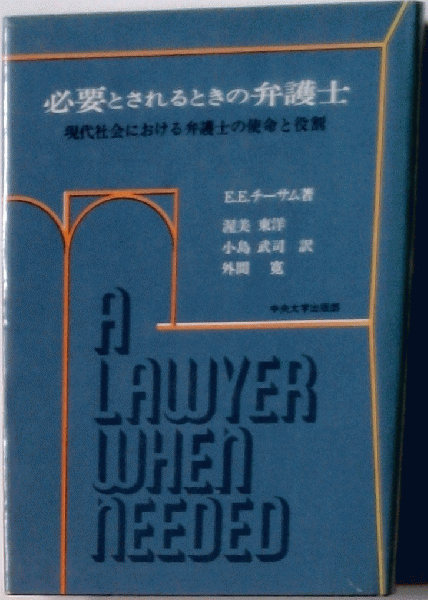 必要とされるときの弁護士
現代社会における弁護士の使命と役割
E.E.チーサム著
渥美 東洋
小島 武司 訳
外間 寛
中央大学出版部
A
LAWYER
WHEN
NEEDED